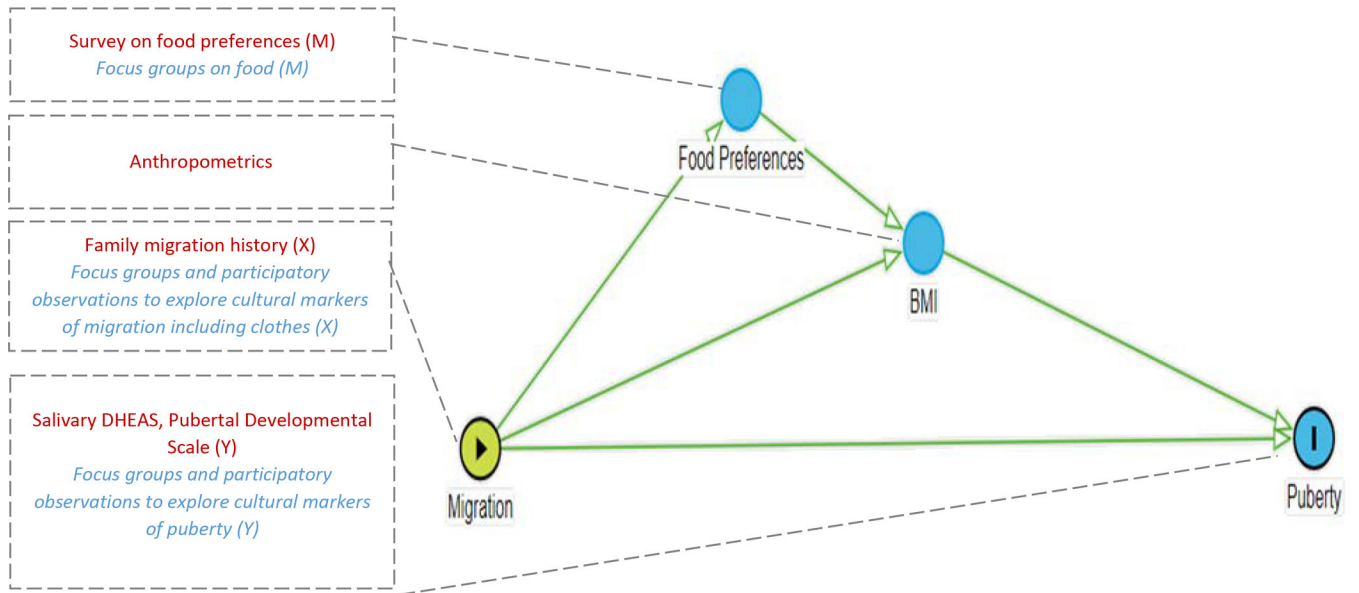 Survey on food preferences (M)
Focus groups on food (M)
Anthropometrics
Family migration history (X)
Focus groups and participatory
observations to explore cultural markers
of migration including clothes (X)
Salivary DHEAS, Pubertal Developmental
Scale (Y)
Focus groups and participatory
observations to explore cultural markers
of puberty (Y)
Food Preferences
BMI
Migration
Puberty